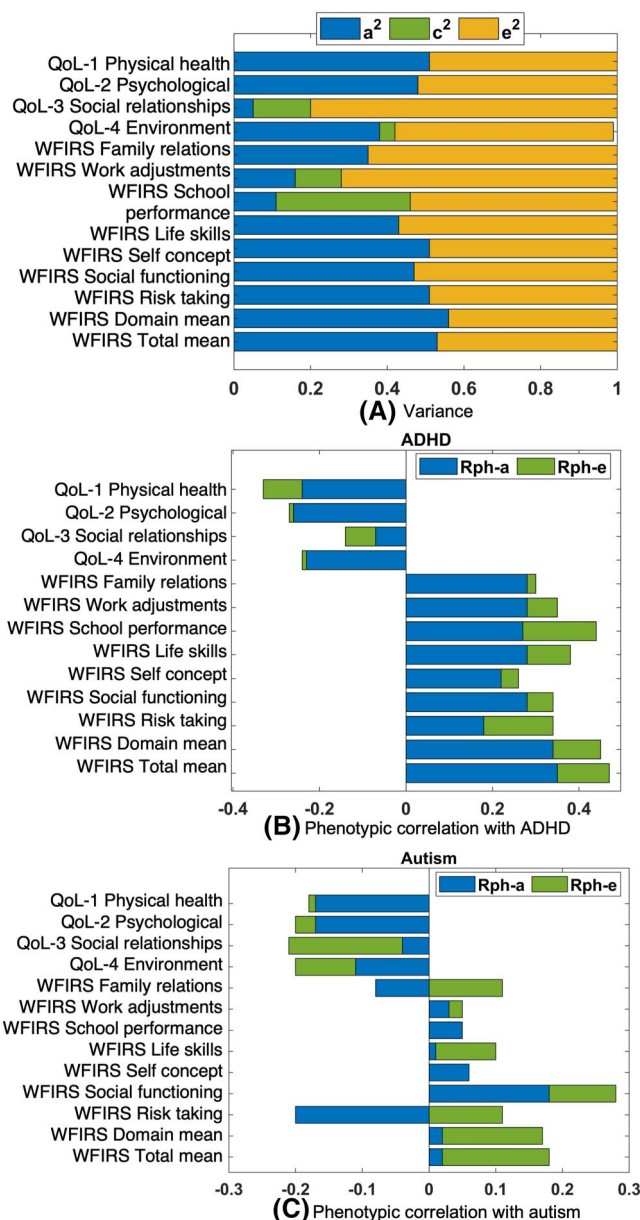 a² c² e²
QoL-1 Physical health
QoL-2 Psychological
QoL-3 Social relationships
QoL-4 Environment
WFIRS Family relations
WFIRS Work adjustments
WFIRS School
performance
WFIRS Life skills
WFIRS Self concept
WFIRS Social functioning
WFIRS Risk taking
WFIRS Domain mean
WFIRS Total mean
0 0.2 0.4 0.6 0.8 1
(A) Variance
ADHD
Rph-a Rph-e
QoL-1 Physical health
QoL-2 Psychological
QoL-3 Social relationships
QoL-4 Environment
WFIRS Family relations
WFIRS Work adjustments
WFIRS School performance
WFIRS Life skills
WFIRS Self concept
WFIRS Social functioning
WFIRS Risk taking
WFIRS Domain mean
WFIRS Total mean
-0.4 -0.2 0 0.2 0.4
(B) Phenotypic correlation with ADHD
Autism
Rph-a Rph-e
QoL-1 Physical health
QoL-2 Psychological
QoL-3 Social relationships
QoL-4 Environment
WFIRS Family relations
WFIRS Work adjustments
WFIRS School performance
WFIRS Life skills
WFIRS Self concept
WFIRS Social functioning
WFIRS Risk taking
WFIRS Domain mean
WFIRS Total mean
-0.3 -0.2 -0.1 0 0.1 0.2 0.3
(C) Phenotypic correlation with autism